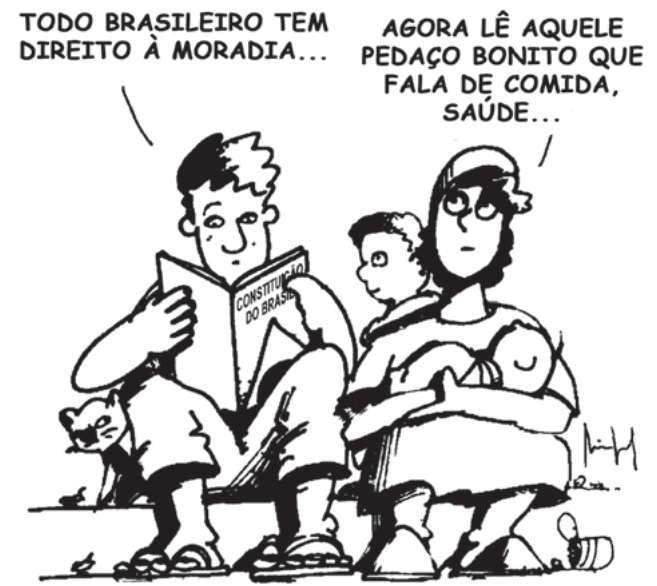 TODO BRASILEIRO TEM
DIREITO À MORADIA...
AGORA LÊ AQUELE
PEDAÇO BONITO QUE
FALA DE COMIDA,
SAÚDE...
CONSTITUIÇÃO
DO BRASIL